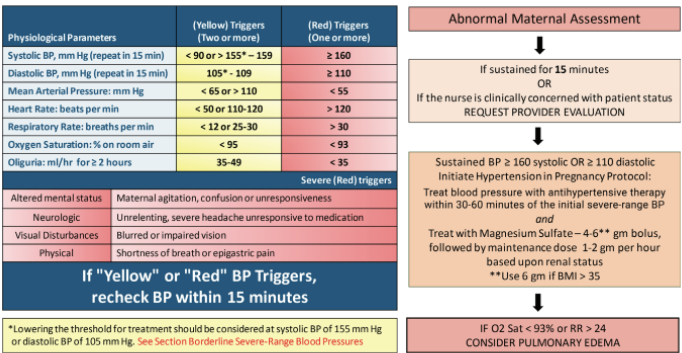 Physiological Parameters
(Yellow) Triggers
(Two or more)
(Red) Triggers
(One or more)
Systolic BP, mm Hg (repeat in 15 min) < 90 or > 155* – 159 ≥ 160
Diastolic BP, mm Hg (repeat in 15 min) 105* - 109 ≥ 110
Mean Arterial Pressure: mm Hg < 65 or > 110 < 55
Heart Rate: beats per min < 50 or 110-120 > 120
Respiratory Rate: breaths per min < 12 or 25-30 > 30
Oxygen Saturation: % on room air < 95 < 93
Oliguria: ml/hr for ≥ 2 hours 35-49 < 35
Severe (Red) triggers
Altered mental status Maternal agitation, confusion or unresponsiveness
Neurologic Unrelenting, severe headache unresponsive to medication
Visual Disturbances Blurred or impaired vision
Physical Shortness of breath or epigastric pain
If "Yellow" or "Red" BP Triggers,
recheck BP within 15 minutes
*Lowering the threshold for treatment should be considered at systolic BP of 155 mm Hg
or diastolic BP of 105 mm Hg. See Section Borderline Severe-Range Blood Pressures
Abnormal Maternal Assessment
If sustained for 15 minutes
OR
If the nurse is clinically concerned with patient status
REQUEST PROVIDER EVALUATION
Sustained BP ≥ 160 systolic OR ≥ 110 diastolic
Initiate Hypertension in Pregnancy Protocol:
Treat blood pressure with antihypertensive therapy
within 30-60 minutes of the initial severe-range BP
and
Treat with Magnesium Sulfate – 4-6** gm bolus,
followed by maintenance dose 1-2 gm per hour
based upon renal status
**Use 6 gm if BMI > 35
IF O2 Sat < 93% or RR > 24
CONSIDER PULMONARY EDEMA